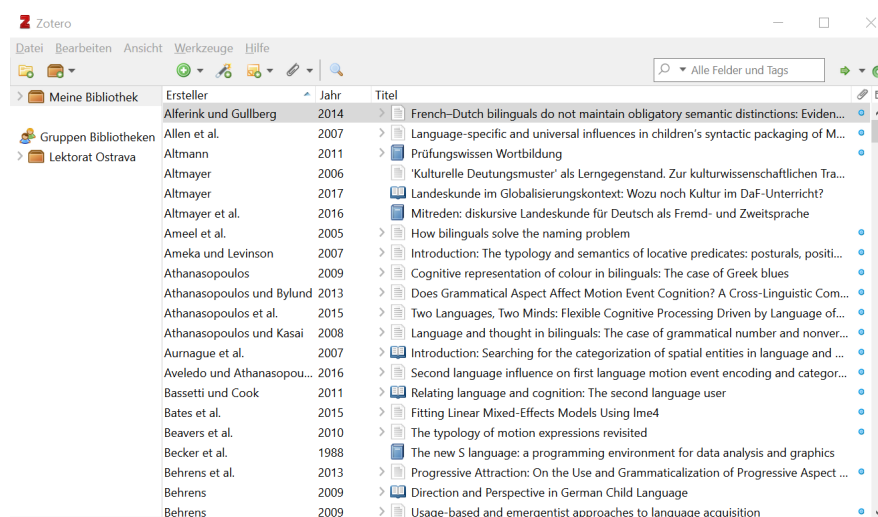 Zotero
Datei Bearbeiten Ansicht Werkzeuge Hilfe
Alle Felder und Tags
Meine Bibliothek
Gruppen Bibliotheken
Lektorat Ostrava
Ersteller Jahr Titel
Alferink und Gullberg 2014 French–Dutch bilinguals do not maintain obligatory semantic distinctions: Eviden...
Allen et al. 2007 Language-specific and universal influences in children's syntactic packaging of M...
Altmann 2011 Prüfungswissen Wortbildung
Altmayer 2006 'Kulturelle Deutungsmuster' als Lerngegenstand. Zur kulturwissenschaftlichen Tra...
Altmayer 2017 Landeskunde im Globalisierungskontext: Wozu noch Kultur im DaF-Unterricht?
Altmayer et al. 2016 Mitreden: diskursive Landeskunde für Deutsch als Fremd- und Zweitsprache
Ameel et al. 2005 How bilinguals solve the naming problem
Ameka und Levinson 2007 Introduction: The typology and semantics of locative predicates: posturals, positi...
Athanasopoulos 2009 Cognitive representation of colour in bilinguals: The case of Greek blues
Athanasopoulos und Bylund 2013 Does Grammatical Aspect Affect Motion Event Cognition? A Cross-Linguistic Com...
Athanasopoulos et al. 2015 Two Languages, Two Minds: Flexible Cognitive Processing Driven by Language of...
Athanasopoulos und Kasai 2008 Language and thought in bilinguals: The case of grammatical number and nonver...
Aurnague et al. 2007 Introduction: Searching for the categorization of spatial entities in language and ...
Aveledo und Athanasopou... 2016 Second language influence on first language motion event encoding and categor...
Bassetti und Cook 2011 Relating language and cognition: The second language user
Bates et al. 2015 Fitting Linear Mixed-Effects Models Using lme4
Beavers et al. 2010 The typology of motion expressions revisited
Becker et al. 1988 The new S language: a programming environment for data analysis and graphics
Behrens et al. 2013 Progressive Attraction: On the Use and Grammaticalization of Progressive Aspect ...
Behrens 2009 Direction and Perspective in German Child Language
Behrens 2009 Usage-based and emergentist approaches to language acquisition